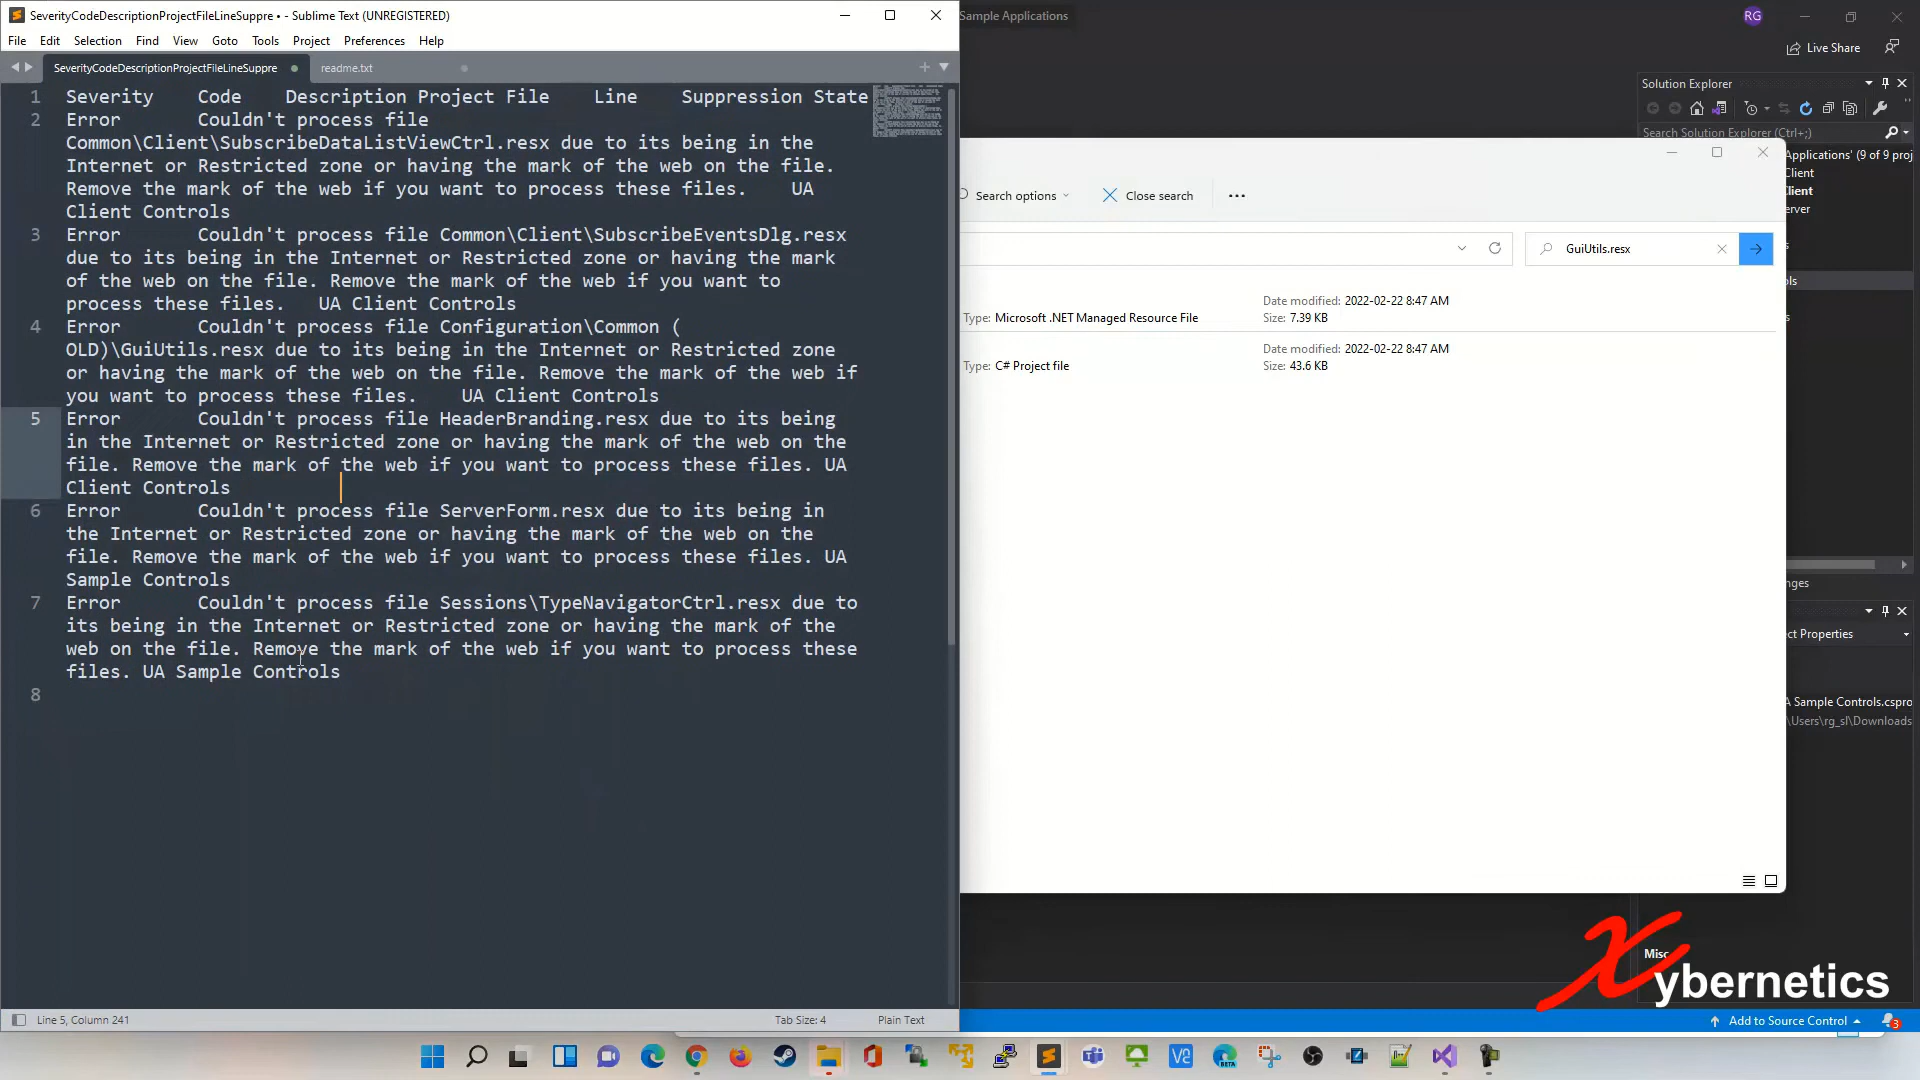 SeverityCodeDescriptionProjectFileLineSuppre • - Sublime Text (UNREGISTERED)
Sample Applications
RG
File Edit Selection Find View Goto Tools Project Preferences Help
Live Share
SeverityCodeDescriptionProjectFileLineSuppre
readme.txt
Solution Explorer
1 Severity Code Description Project File Line Suppression State
2 Error Couldn't process file
Common\Client\SubscribeDataListViewCtrl.resx due to its being in the
Internet or Restricted zone or having the mark of the web on the file.
Remove the mark of the web if you want to process these files. UA
Client Controls
3 Error Couldn't process file Common\Client\SubscribeEventsDlg.resx
due to its being in the Internet or Restricted zone or having the mark
of the web on the file. Remove the mark of the web if you want to
process these files. UA Client Controls
4 Error Couldn't process file Configuration\Common (
OLD)\GuiUtils.resx due to its being in the Internet or Restricted zone
or having the mark of the web on the file. Remove the mark of the web if
you want to process these files. UA Client Controls
5 Error Couldn't process file HeaderBranding.resx due to its being
in the Internet or Restricted zone or having the mark of the web on the
file. Remove the mark of the web if you want to process these files. UA
Client Controls
6 Error Couldn't process file ServerForm.resx due to its being in
the Internet or Restricted zone or having the mark of the web on the
file. Remove the mark of the web if you want to process these files. UA
Sample Controls
7 Error Couldn't process file Sessions\TypeNavigatorCtrl.resx due to
its being in the Internet or Restricted zone or having the mark of the
web on the file. Remove the mark of the web if you want to process these
files. UA Sample Controls
8
Line 5, Column 241
Tab Size: 4
Plain Text
Search options
Close search
GuiUtils.resx
Type: Microsoft .NET Managed Resource File
Date modified: 2022-02-22 8:47 AM
Size: 7.39 KB
Type: C# Project file
Date modified: 2022-02-22 8:47 AM
Size: 43.6 KB
Search Solution Explorer (Ctrl+;)
Applications' (9 of 9 proj
Client
Client
erver
s
ols
s
nges
ct Properties
A Sample Controls.cspro
\Users\rg_sl\Downloads
Misc
Xybernetics
Add to Source Control
3
BETA